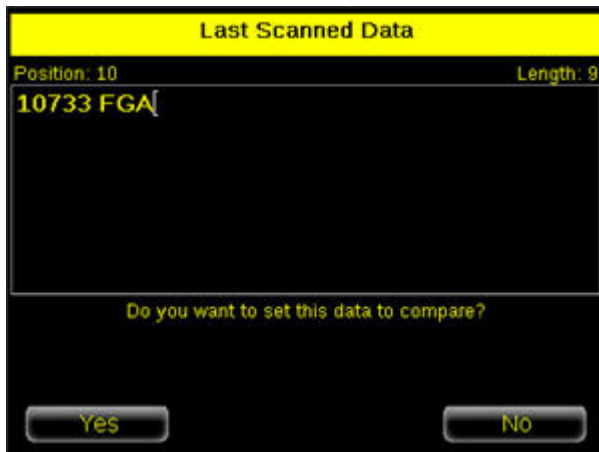 Last Scanned Data
Position: 10 Length: 9
10733 FGA
Do you want to set this data to compare?
Yes No